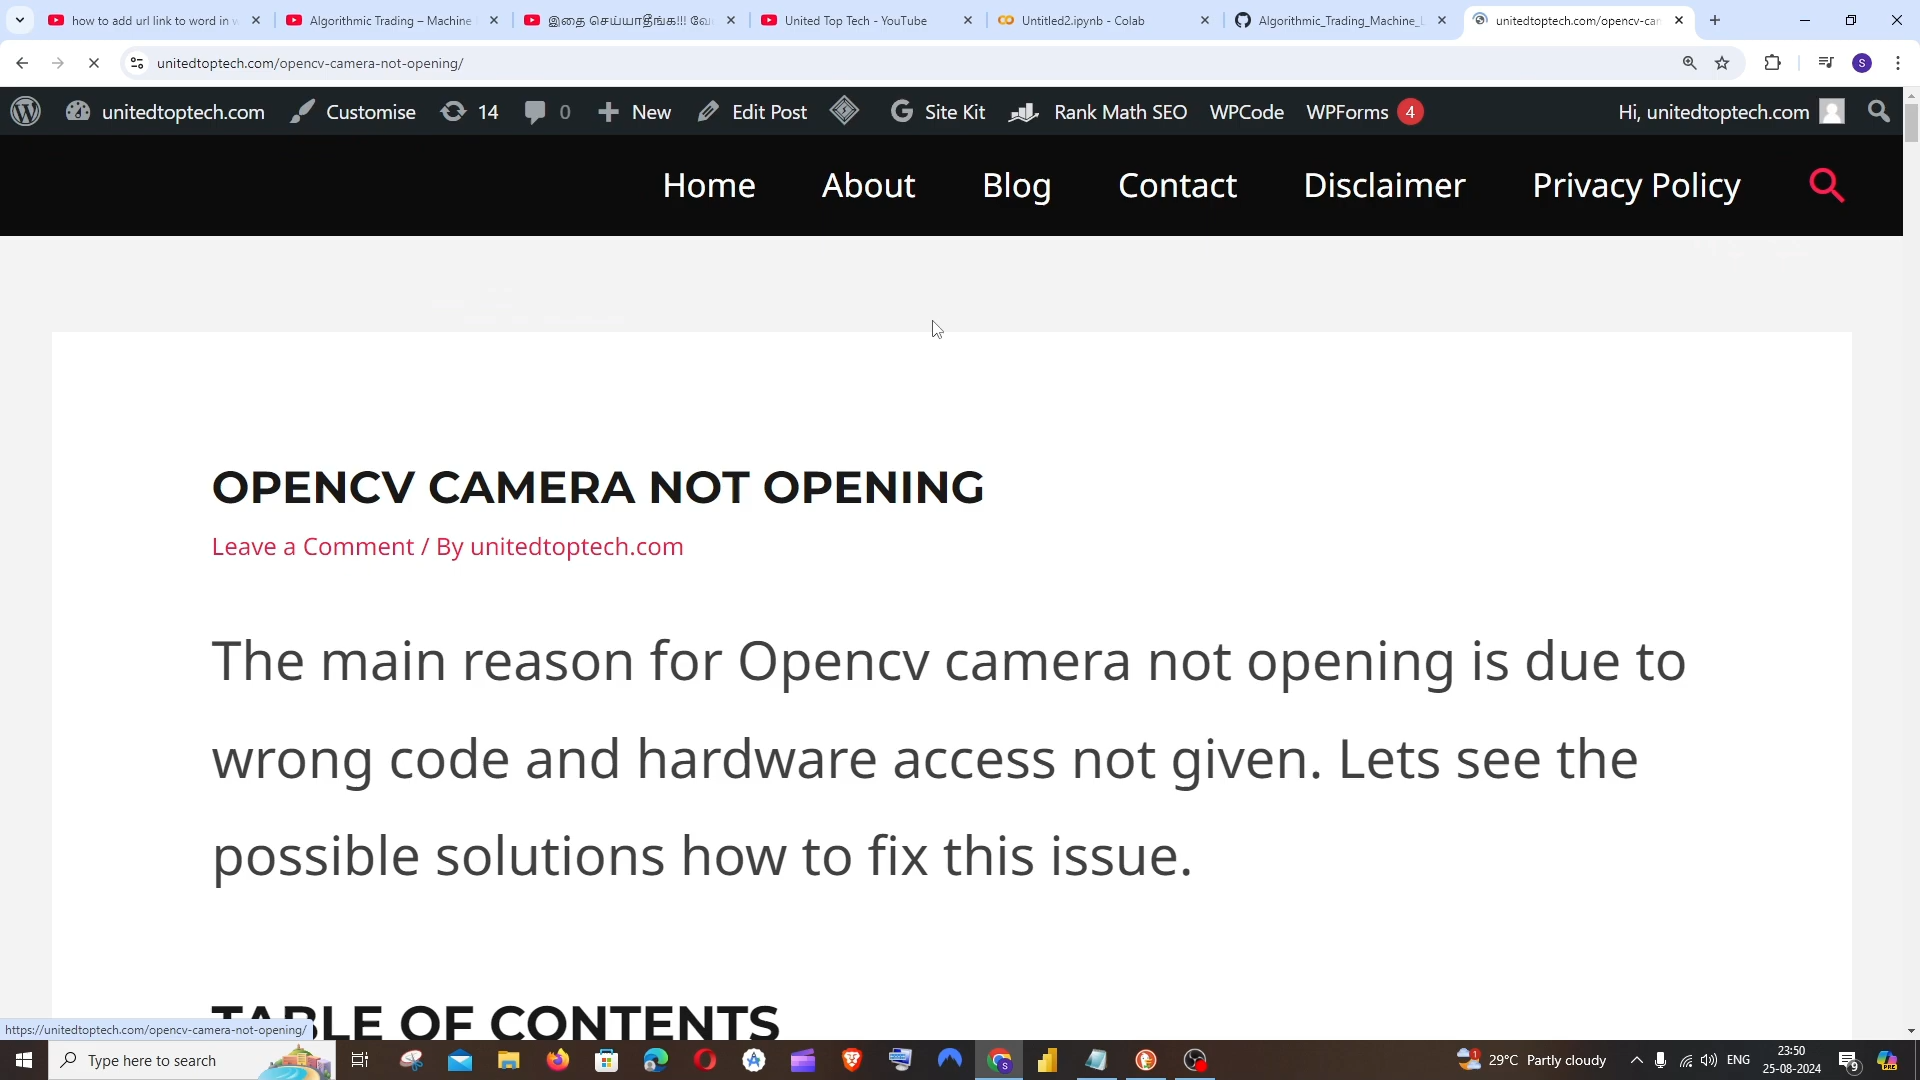 how to add url link to word in w
Algorithmic Trading – Machine
இதை செய்யாதீங்க!!! வே
United Top Tech - YouTube
Untitled2.ipynb - Colab
Algorithmic_Trading_Machine_L
unitedtoptech.com/opencv-cam
unitedtoptech.com/opencv-camera-not-opening/
S
unitedtoptech.com
Customise
14
0
New
Edit Post
Site Kit
Rank Math SEO
WPCode
WPForms 4
Hi, unitedtoptech.com
Home
About
Blog
Contact
Disclaimer
Privacy Policy
OPENCV CAMERA NOT OPENING
Leave a Comment / By unitedtoptech.com
The main reason for Opencv camera not opening is due to
wrong code and hardware access not given. Lets see the
possible solutions how to fix this issue.
TABLE OF CONTENTS
https://unitedtoptech.com/opencv-camera-not-opening/
Type here to search
29°C Partly cloudy
ENG
23:50
25-08-2024
9